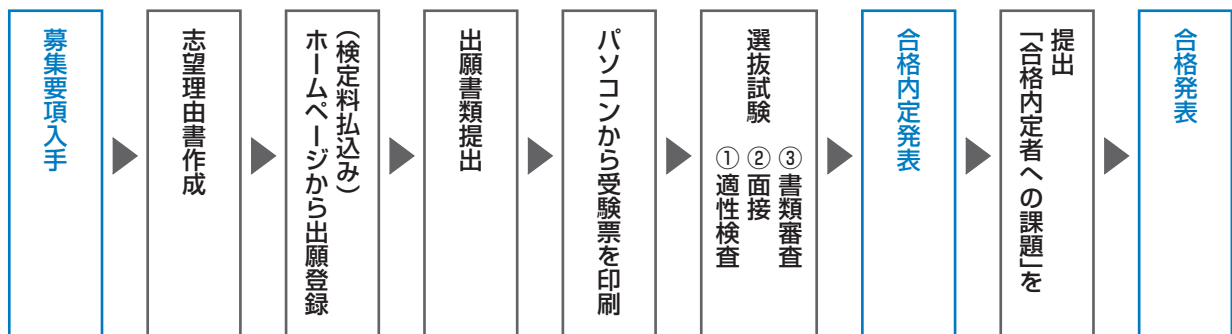 募集要項入手
志望理由書作成
ホームページから出願登録
（検定料払込み）
出願書類提出
パソコンから受験票を印刷
選抜試験
①適性検査
②面接
③書類審査
合格内定発表
「合格内定者への課題」を
提出
合格発表